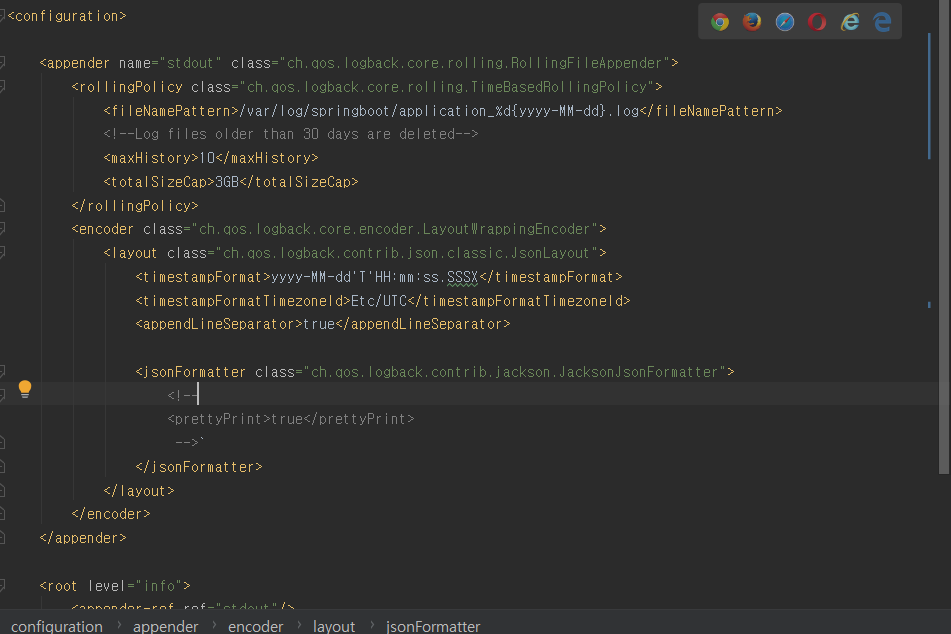 <configuration>
<appender name="stdout" class="ch.qos.logback.core.rolling.RollingFileAppender">
<rollingPolicy class="ch.qos.logback.core.rolling.TimeBasedRollingPolicy">
<fileNamePattern>/var/log/springboot/application_%d{yyyy-MM-dd}.log</fileNamePattern>
<!--Log files older than 30 days are deleted-->
<maxHistory>10</maxHistory>
<totalSizeCap>3GB</totalSizeCap>
</rollingPolicy>
<encoder class="ch.qos.logback.core.encoder.LayoutWrappingEncoder">
<layout class="ch.qos.logback.contrib.json.classic.JsonLayout">
<timestampFormat>yyyy-MM-dd'T'HH:mm:ss.SSSX</timestampFormat>
<timestampFormatTimezoneId>Etc/UTC</timestampFormatTimezoneId>
<appendLineSeparator>true</appendLineSeparator>
<jsonFormatter class="ch.qos.logback.contrib.jackson.JacksonJsonFormatter">
<!--
<prettyPrint>true</prettyPrint>
-->`
</jsonFormatter>
</layout>
</encoder>
</appender>
<root level="info">
<appender-ref ref="stdout"/>
configuration > appender > encoder > layout > jsonFormatter